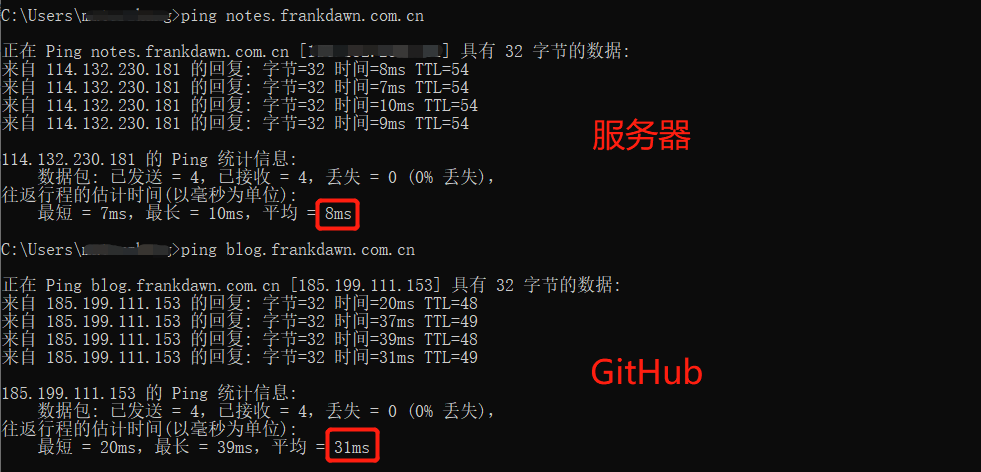 C:\Users\>ping notes.frankdawn.com.cn
正在 Ping notes.frankdawn.com.cn [1 ] 具有 32 字节的数据:
来自 114.132.230.181 的回复: 字节=32 时间=8ms TTL=54
来自 114.132.230.181 的回复: 字节=32 时间=7ms TTL=54
来自 114.132.230.181 的回复: 字节=32 时间=10ms TTL=54
来自 114.132.230.181 的回复: 字节=32 时间=9ms TTL=54
服务器
114.132.230.181 的 Ping 统计信息:
数据包: 已发送 = 4，已接收 = 4，丢失 = 0 (0% 丢失)，
往返行程的估计时间(以毫秒为单位):
最短 = 7ms，最长 = 10ms，平均 = 8ms
C:\Users\>ping blog.frankdawn.com.cn
正在 Ping blog.frankdawn.com.cn [185.199.111.153] 具有 32 字节的数据:
来自 185.199.111.153 的回复: 字节=32 时间=20ms TTL=48
来自 185.199.111.153 的回复: 字节=32 时间=37ms TTL=49
来自 185.199.111.153 的回复: 字节=32 时间=39ms TTL=48
来自 185.199.111.153 的回复: 字节=32 时间=31ms TTL=49
GitHub
185.199.111.153 的 Ping 统计信息:
数据包: 已发送 = 4，已接收 = 4，丢失 = 0 (0% 丢失)，
往返行程的估计时间(以毫秒为单位):
最短 = 20ms，最长 = 39ms，平均 = 31ms